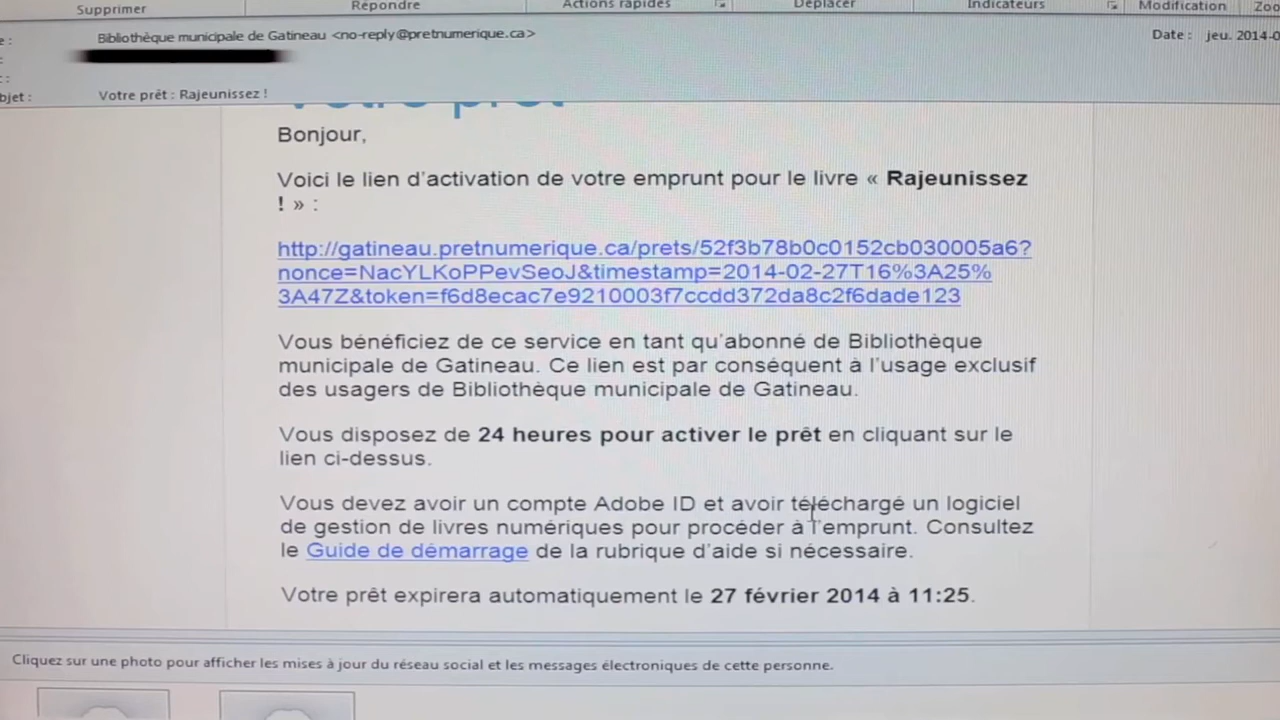 Supprimer Répondre Actions rapides Déplacer Indicateurs Modification
Bibliothèque municipale de Gatineau <no-reply@pretnumerique.ca> Date : jeu. 2014-0
bjet : Votre prêt : Rajeunissez !
Votre prêt
Bonjour,
Voici le lien d'activation de votre emprunt pour le livre « Rajeunissez
! » :
http://gatineau.pretnumerique.ca/prets/52f3b78b0c0152cb030005a6?
nonce=NacYLKoPPevSeoJ&timestamp=2014-02-27T16%3A25%
3A47Z&token=f6d8ecac7e9210003f7ccdd372da8c2f6dade123
Vous bénéficiez de ce service en tant qu'abonné de Bibliothèque
municipale de Gatineau. Ce lien est par conséquent à l'usage exclusif
des usagers de Bibliothèque municipale de Gatineau.
Vous disposez de 24 heures pour activer le prêt en cliquant sur le
lien ci-dessus.
Vous devez avoir un compte Adobe ID et avoir téléchargé un logiciel
de gestion de livres numériques pour procéder à l'emprunt. Consultez
le Guide de démarrage de la rubrique d'aide si nécessaire.
Votre prêt expirera automatiquement le 27 février 2014 à 11:25.
Cliquez sur une photo pour afficher les mises à jour du réseau social et les messages électroniques de cette personne.